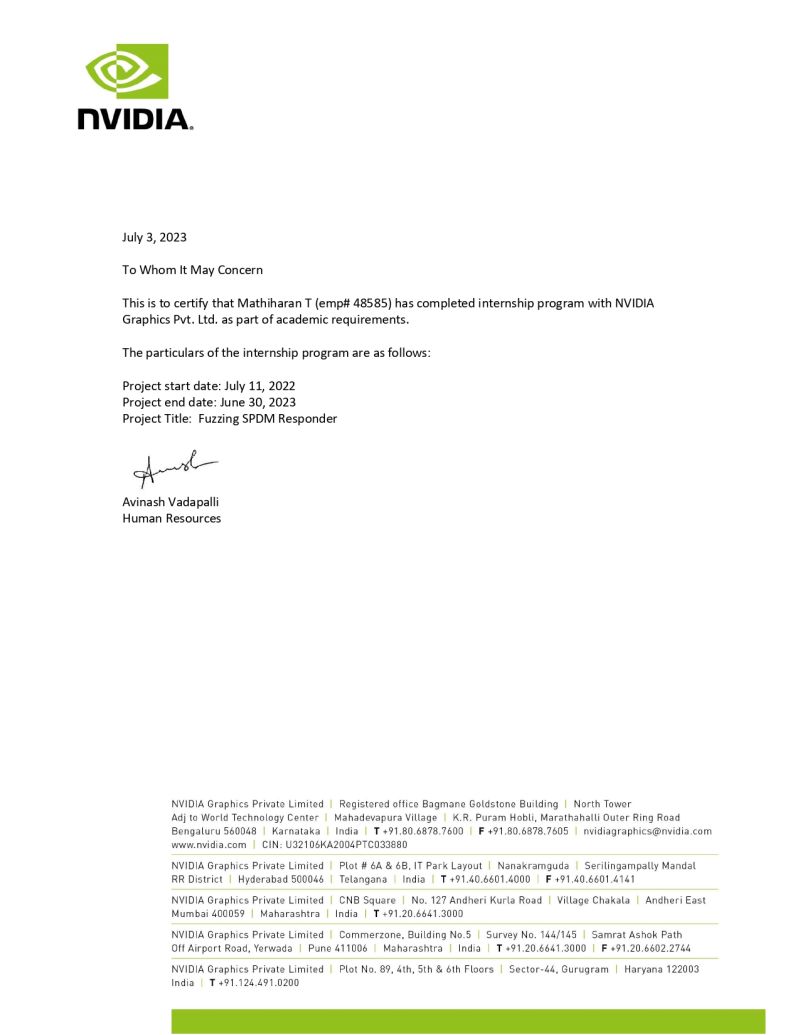 NVIDIA.
July 3, 2023
To Whom It May Concern
This is to certify that Mathiharan T (emp# 48585) has completed internship program with NVIDIA
Graphics Pvt. Ltd. as part of academic requirements.
The particulars of the internship program are as follows:
Project start date: July 11, 2022
Project end date: June 30, 2023
Project Title:  Fuzzing SPDM Responder
Avinash Vadapalli
Human Resources
NVIDIA Graphics Private Limited | Registered office Bagmane Goldstone Building | North Tower
Adj to World Technology Center | Mahadevapura Village | K.R. Puram Hobli, Marathahalli Outer Ring Road
Bengaluru 560048 | Karnataka | India | T +91.80.6878.7600 | F +91.80.6878.7605 | nvidiagraphics@nvidia.com
www.nvidia.com | CIN: U32106KA2004PTC033880
NVIDIA Graphics Private Limited | Plot # 6A & 6B, IT Park Layout | Nanakramguda | Serilingampally Mandal
RR District | Hyderabad 500046 | Telangana | India | T +91.40.6601.4000 | F +91.40.6601.4141
NVIDIA Graphics Private Limited | CNB Square | No. 127 Andheri Kurla Road | Village Chakala | Andheri East
Mumbai 400059 | Maharashtra | India | T +91.20.6641.3000
NVIDIA Graphics Private Limited | Commerzone, Building No.5 | Survey No. 144/145 | Samrat Ashok Path
Off Airport Road, Yerwada | Pune 411006 | Maharashtra | India | T +91.20.6641.3000 | F +91.20.6602.2744
NVIDIA Graphics Private Limited | Plot No. 89, 4th, 5th & 6th Floors | Sector-44, Gurugram | Haryana 122003
India | T +91.124.491.0200